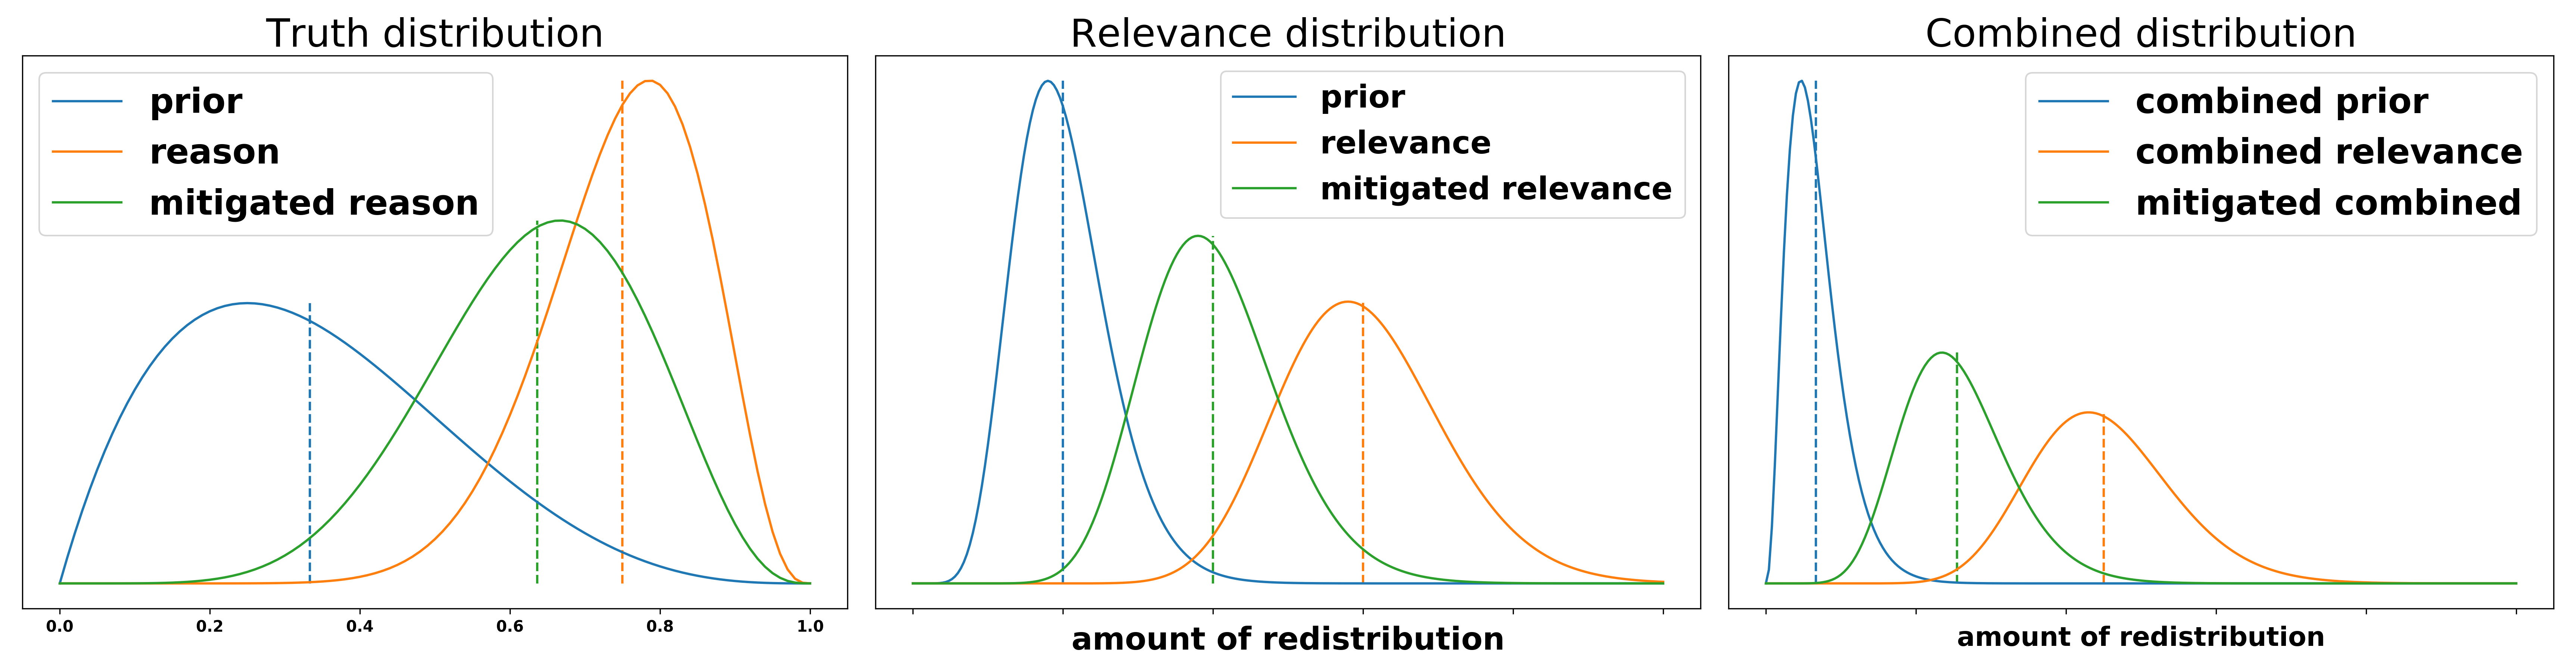 Truth distribution
prior
reason
mitigated reason
0.0 0.2 0.4 0.6 0.8 1.0
Relevance distribution
prior
relevance
mitigated relevance
amount of redistribution
Combined distribution
combined prior
combined relevance
mitigated combined
amount of redistribution